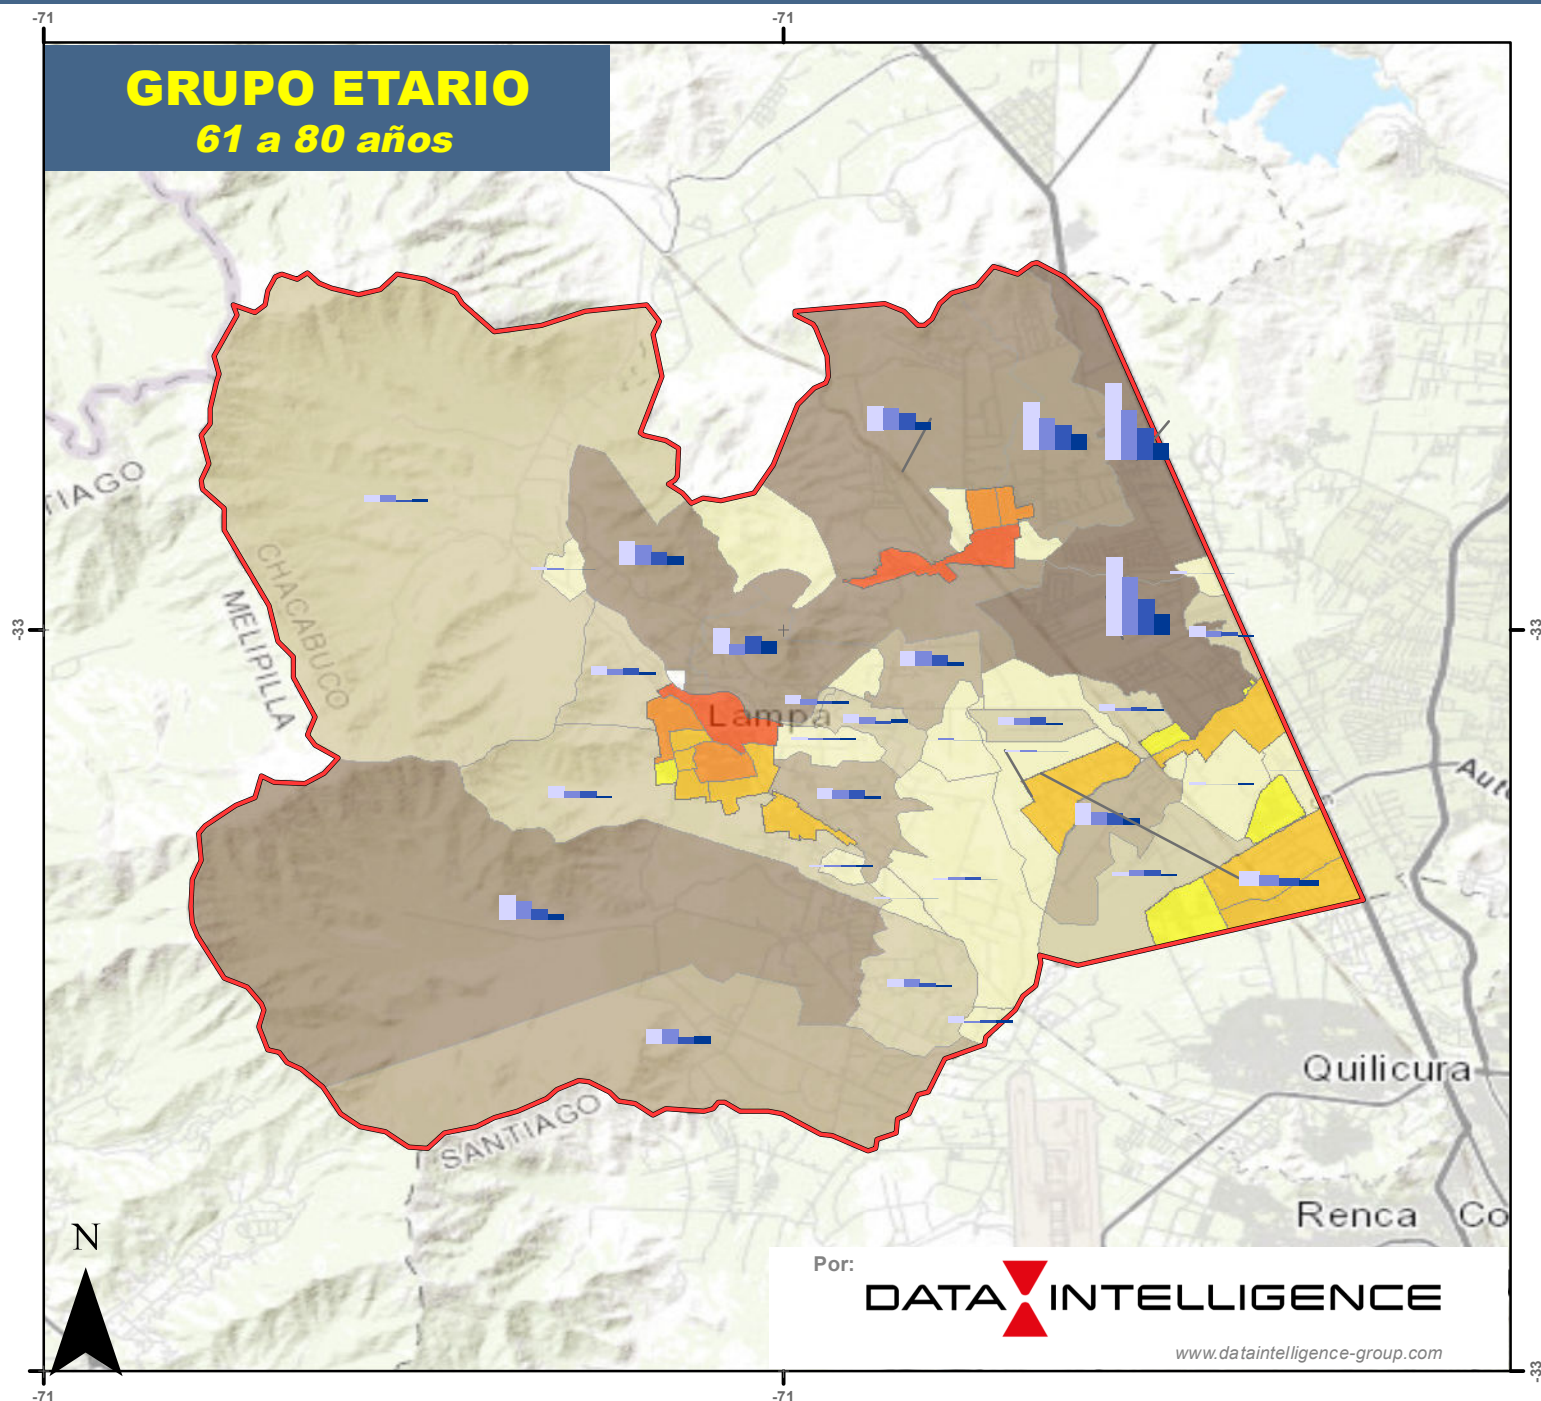 -71
-71
GRUPO ETARIO
61 a 80 años
TIAGO
CHACABUCO
MELIPILLA
-33
-33
Lampa
Auto
SANTIAGO
Quilicura
Renca
Co
N
Por:
DATA INTELLIGENCE
www.dataintelligence-group.com
-33
-71
-71